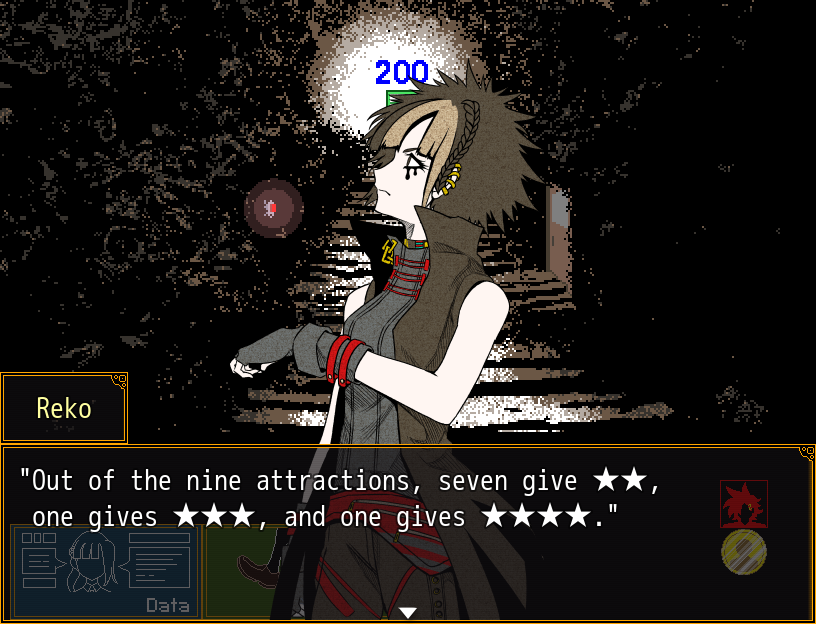 200
Reko
"Out of the nine attractions, seven give ★★,
one gives ★★★, and one gives ★★★★."
Data